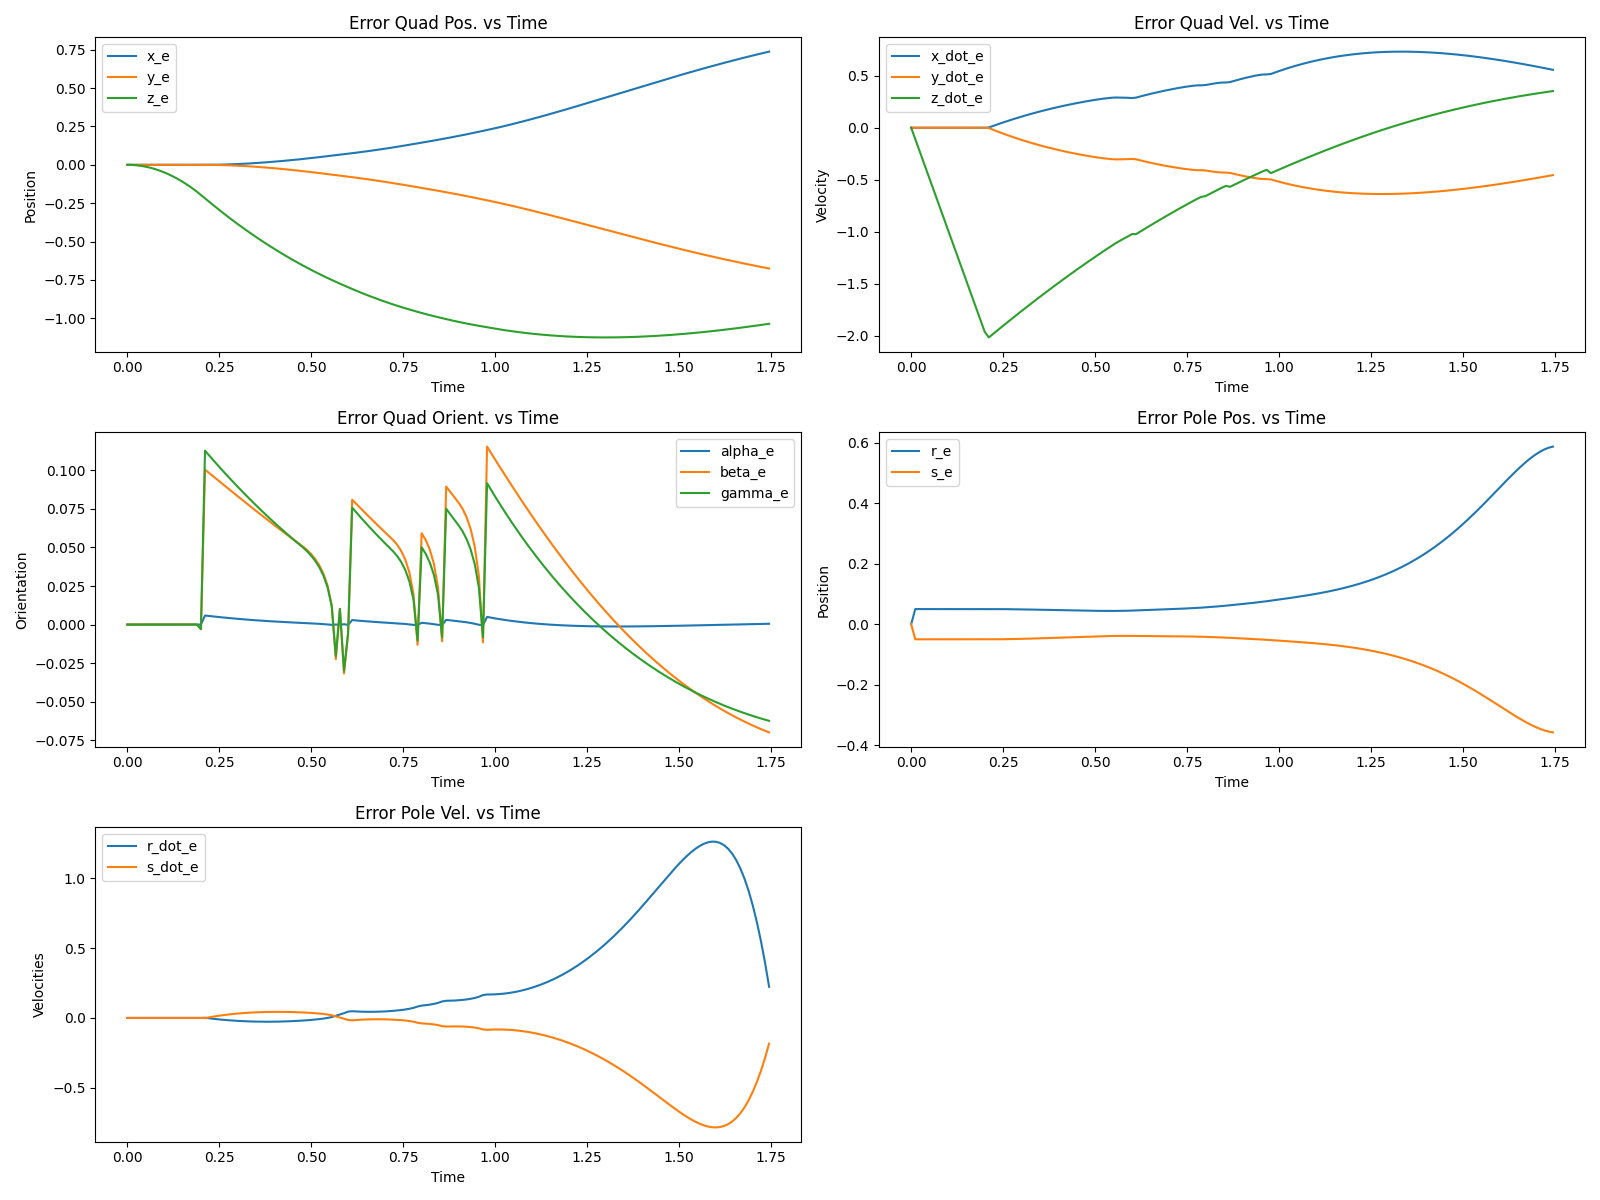 Error Quad Pos. vs Time
x_e
y_e
z_e
Position
0.75
0.50
0.25
0.00
−0.25
−0.50
−0.75
−1.00
0.00 0.25 0.50 0.75 1.00 1.25 1.50 1.75
Time
Error Quad Vel. vs Time
x_dot_e
y_dot_e
z_dot_e
Velocity
0.5
0.0
−0.5
−1.0
−1.5
−2.0
0.00 0.25 0.50 0.75 1.00 1.25 1.50 1.75
Time
Error Quad Orient. vs Time
alpha_e
beta_e
gamma_e
Orientation
0.100
0.075
0.050
0.025
0.000
−0.025
−0.050
−0.075
0.00 0.25 0.50 0.75 1.00 1.25 1.50 1.75
Time
Error Pole Pos. vs Time
r_e
s_e
Position
0.6
0.4
0.2
0.0
−0.2
−0.4
0.00 0.25 0.50 0.75 1.00 1.25 1.50 1.75
Time
Error Pole Vel. vs Time
r_dot_e
s_dot_e
Velocities
1.0
0.5
0.0
−0.5
0.00 0.25 0.50 0.75 1.00 1.25 1.50 1.75
Time